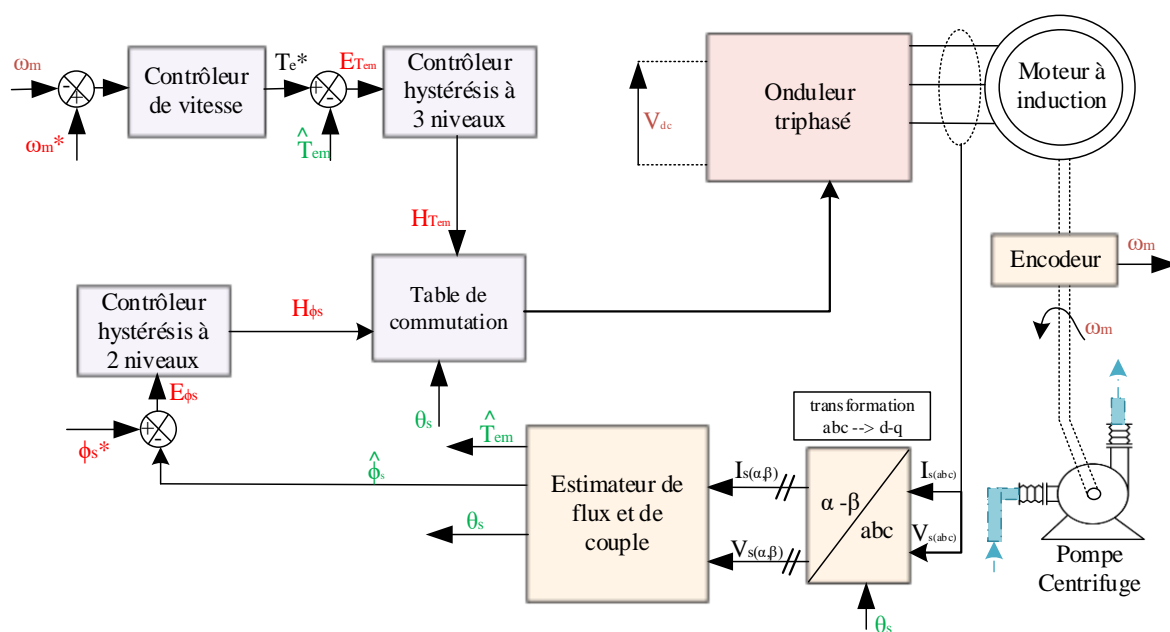 ωm
-
+
ωm*
Contrôleur
de vitesse
Te*
+
-
T̂em
ETem
Contrôleur
hystérésis à
3 niveaux
HTem
Vdc
Onduleur
triphasé
Moteur à
induction
Encodeur
ωm
ωm
Contrôleur
hystérésis à
2 niveaux
Hϕs
Table de
commutation
θs
Eϕs
+
-
ϕs*
ϕ̂s
T̂em
θs
Estimateur de
flux et de
couple
Is(α,β)
Vs(α,β)
transformation
abc --> d-q
α -β
abc
Is(abc)
Vs(abc)
θs
Pompe
Centrifuge